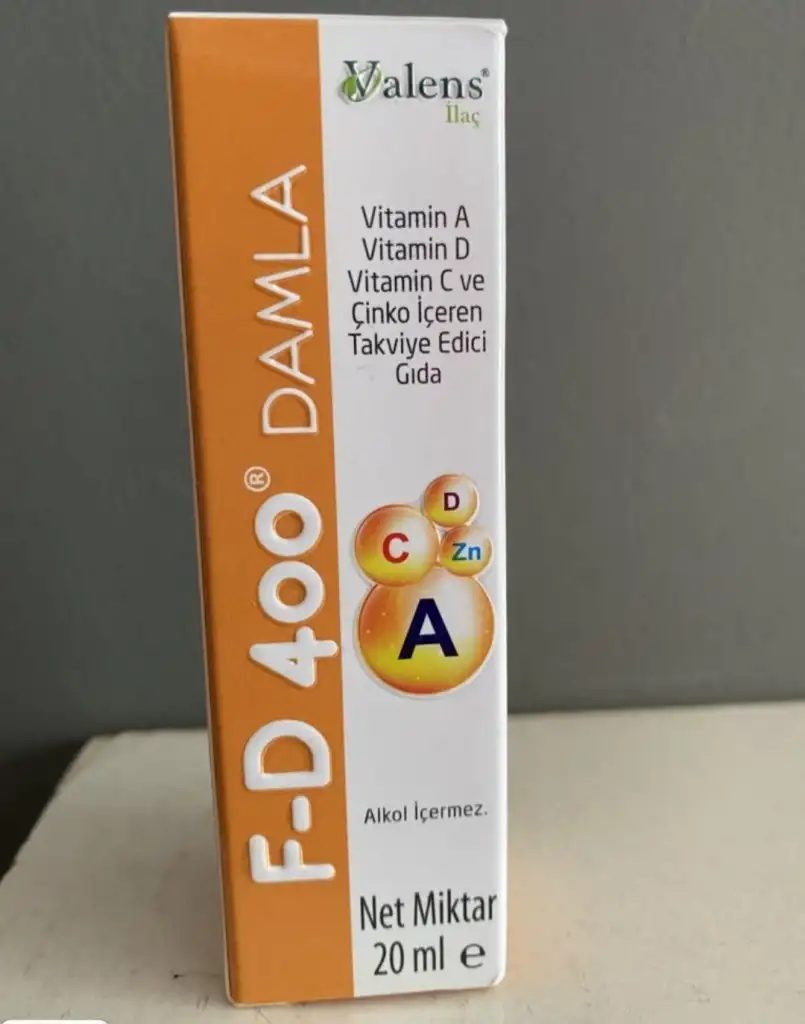 Valens®
İlaç
F-D 400® DAMLA
Vitamin A
Vitamin D
Vitamin C ve
Çinko İçeren
Takviye Edici
Gıda
D
C
Zn
A
Alkol İçermez.
Net Miktar
20 ml ℮